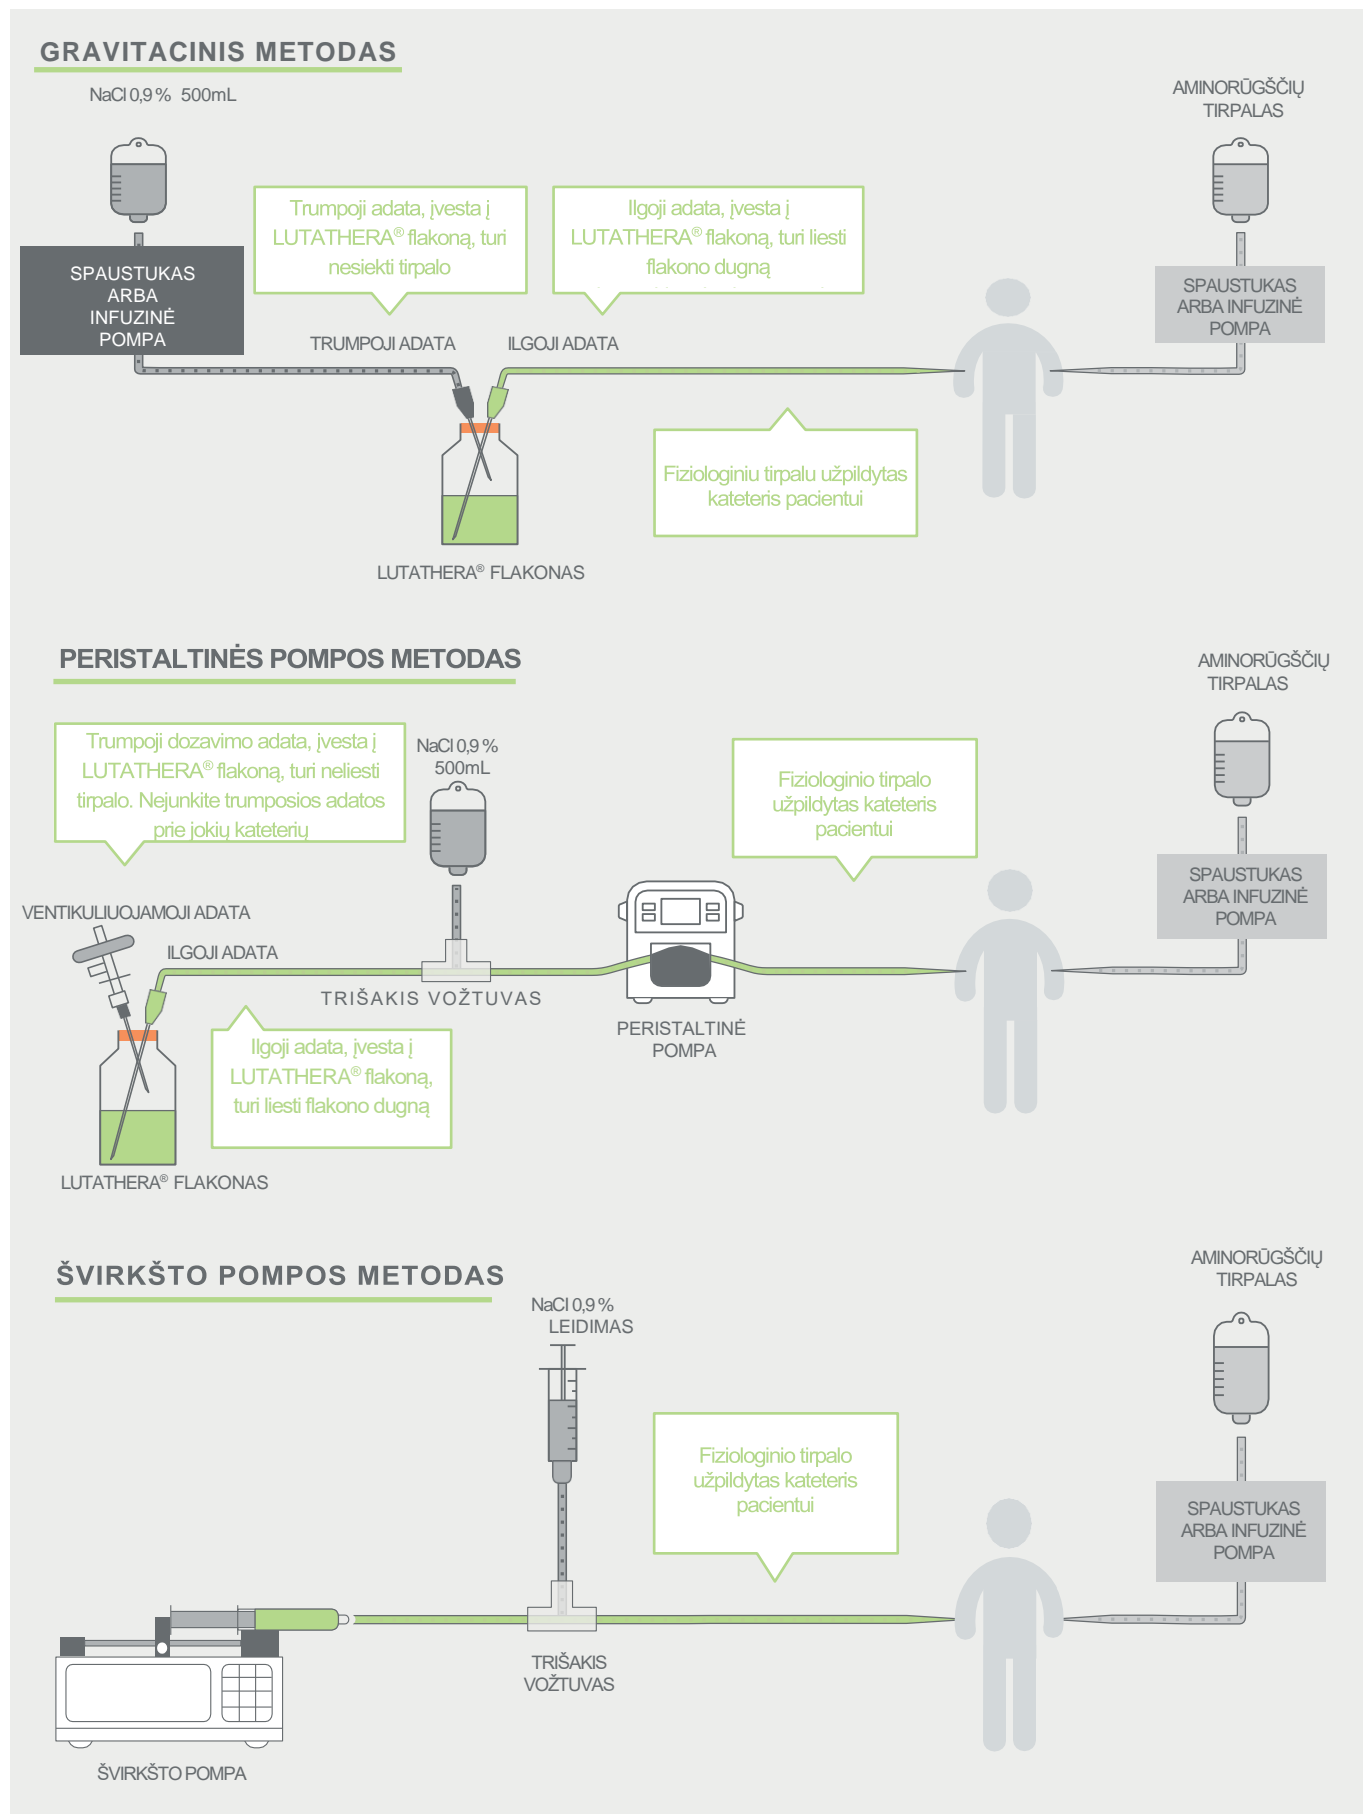 GRAVITACINIS METODAS
NaCl 0,9 % 500mL
AMINORŪGŠČIŲ
TIRPALAS
Trumpoji adata, įvesta į
LUTATHERA® flakoną, turi
nesiekti tirpalo
Ilgoji adata, įvesta į
LUTATHERA® flakoną, turi liesti
flakono dugną
SPAUSTUKAS
ARBA
INFUZINĖ
POMPA
SPAUSTUKAS
ARBA INFUZINĖ
POMPA
TRUMPOJI ADATA
ILGOJI ADATA
Fiziologiniu tirpalu užpildytas
kateteris pacientui
LUTATHERA® FLAKONAS
PERISTALTINĖS POMPOS METODAS
AMINORŪGŠČIŲ
TIRPALAS
Trumpoji dozavimo adata, įvesta į
LUTATHERA® flakoną, turi neliesti
tirpalo. Nejunkite trumposios adatos
prie jokių kateterių
NaCl 0,9 %
500mL
Fiziologinio tirpalo
užpildytas kateteris
pacientui
SPAUSTUKAS
ARBA INFUZINĖ
POMPA
VENTIKULIUOJAMOJI ADATA
ILGOJI ADATA
TRIŠAKIS VOŽTUVAS
PERISTALTINĖ
POMPA
Ilgoji adata, įvesta į
LUTATHERA® flakoną,
turi liesti flakono dugną
LUTATHERA® FLAKONAS
ŠVIRKŠTO POMPOS METODAS
AMINORŪGŠČIŲ
TIRPALAS
NaCl 0,9 %
LEIDIMAS
Fiziologinio tirpalo
užpildytas kateteris
pacientui
SPAUSTUKAS
ARBA INFUZINĖ
POMPA
TRIŠAKIS
VOŽTUVAS
ŠVIRKŠTO POMPA